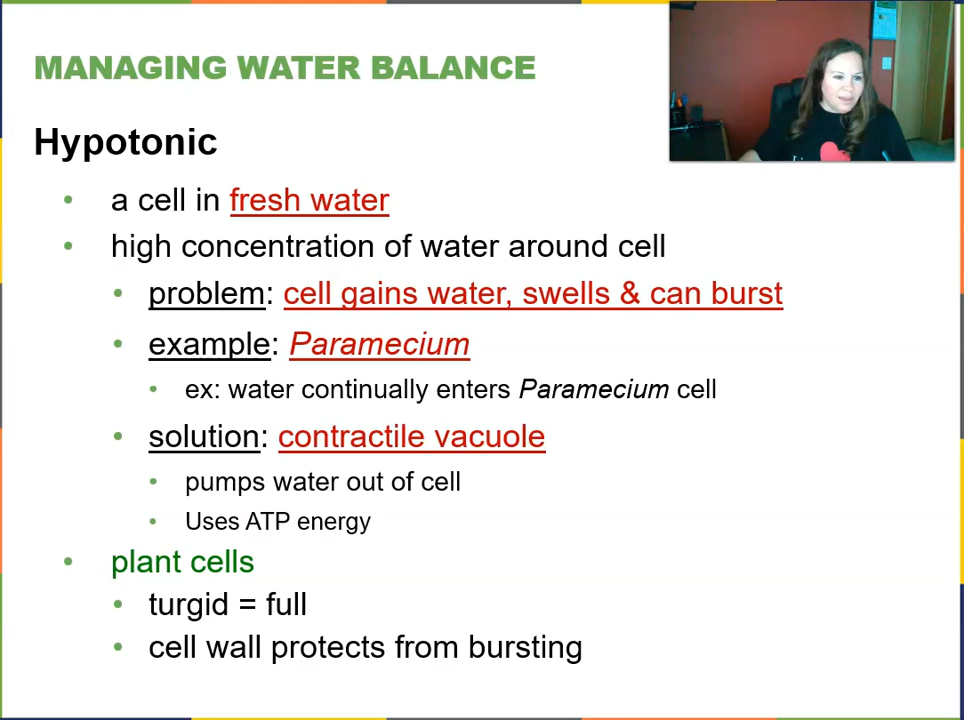 MANAGING WATER BALANCE
Hypotonic
• a cell in fresh water
• high concentration of water around cell
• problem: cell gains water, swells & can burst
• example: Paramecium
• ex: water continually enters Paramecium cell
• solution: contractile vacuole
• pumps water out of cell
• Uses ATP energy
• plant cells
• turgid = full
• cell wall protects from bursting